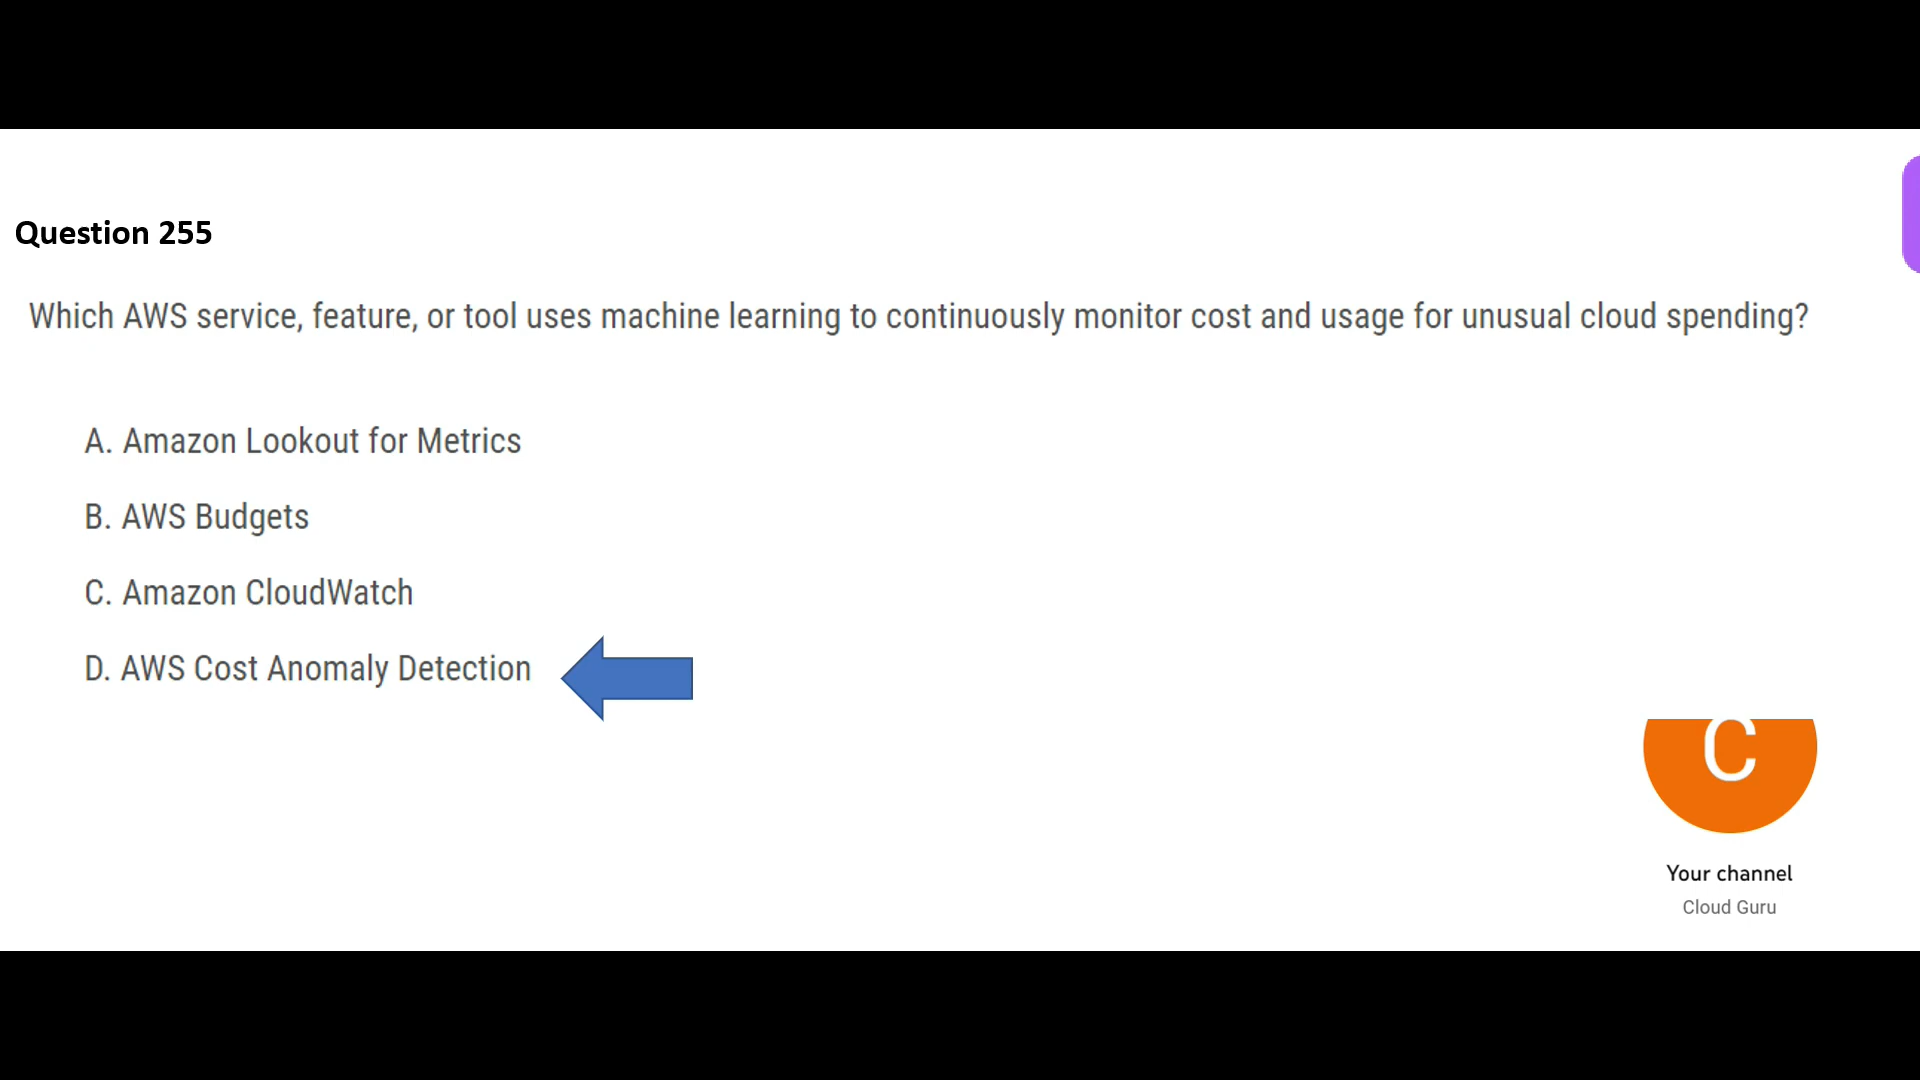 Question 255
Which AWS service, feature, or tool uses machine learning to continuously monitor cost and usage for unusual cloud spending?
A. Amazon Lookout for Metrics
B. AWS Budgets
C. Amazon CloudWatch
D. AWS Cost Anomaly Detection
C
Your channel
Cloud Guru